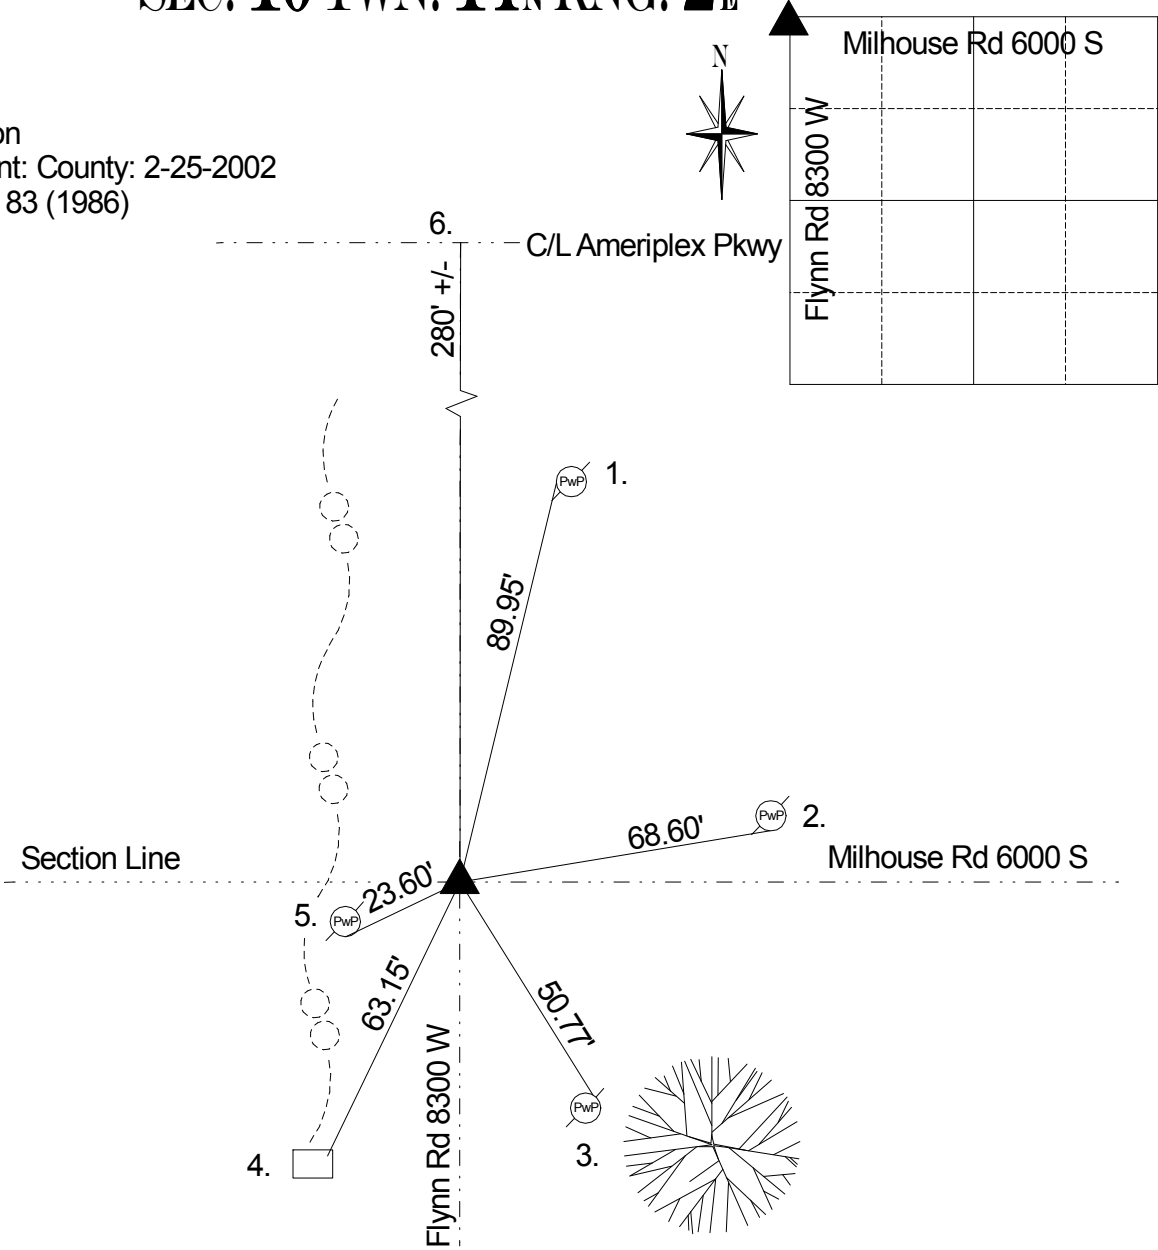 N
Milhouse Rd 6000 S
Flynn Rd 8300 W
nt: County: 2-25-2002
83 (1986)
6.
C/L Ameriplex Pkwy
280' +/-
PwP 1.
89.95'
PwP 2.
68.60'
Section Line
Milhouse Rd 6000 S
23.60'
5. PwP
63.15'
50.77'
Flynn Rd 8300 W
PwP
3.
4.